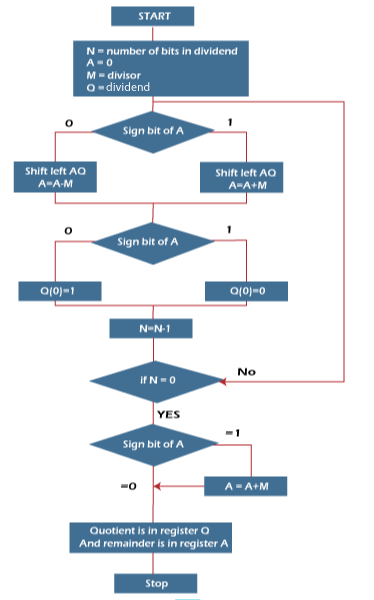 START
N = number of bits in dividend
A = 0
M = divisor
Q = dividend
0
Sign bit of A
1
Shift left AQ
A=A-M
Shift left AQ
A=A+M
0
Sign bit of A
1
Q(0)=1
Q(0)=0
N=N-1
if N = 0
No
YES
Sign bit of A
=1
=0
A = A+M
Quotient is in register Q
And remainder is in register A
Stop